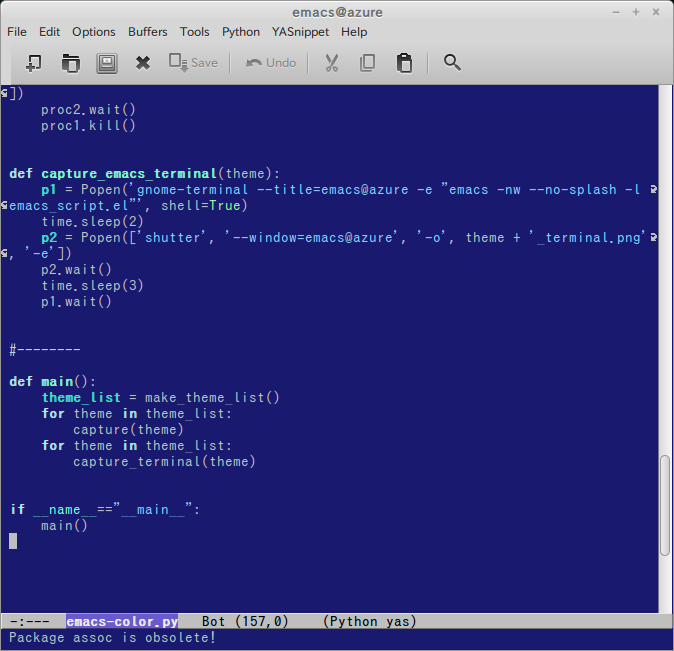 emacs@azure
File Edit Options Buffers Tools Python YASnippet Help
Save Undo
])
    proc2.wait()
    proc1.kill()
def capture_emacs_terminal(theme):
    p1 = Popen('gnome-terminal --title=emacs@azure -e "emacs -nw --no-splash -l
emacs_script.el"', shell=True)
    time.sleep(2)
    p2 = Popen(['shutter', '--window=emacs@azure', '-o', theme + '_terminal.png'
, '-e'])
    p2.wait()
    time.sleep(3)
    p1.wait()
#--------
def main():
    theme_list = make_theme_list()
    for theme in theme_list:
        capture(theme)
    for theme in theme_list:
        capture_terminal(theme)
if __name__=="__main__":
    main()
-:---  emacs-color.py   Bot (157,0)    (Python yas)
Package assoc is obsolete!